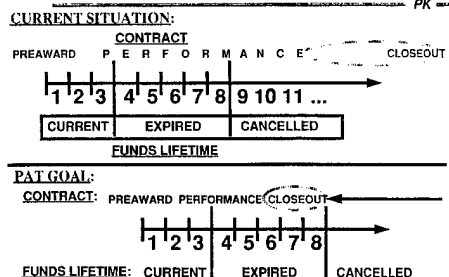 PK
CURRENT SITUATION:
CONTRACT
PREAWARD P E R F O R M A N C E CLOSEOUT
1 2 3 4 5 6 7 8 9 10 11 ...
CURRENT EXPIRED CANCELLED
FUNDS LIFETIME
PAT GOAL:
CONTRACT: PREAWARD PERFORMANCE CLOSEOUT
1 2 3 4 5 6 7 8
FUNDS LIFETIME: CURRENT EXPIRED CANCELLED